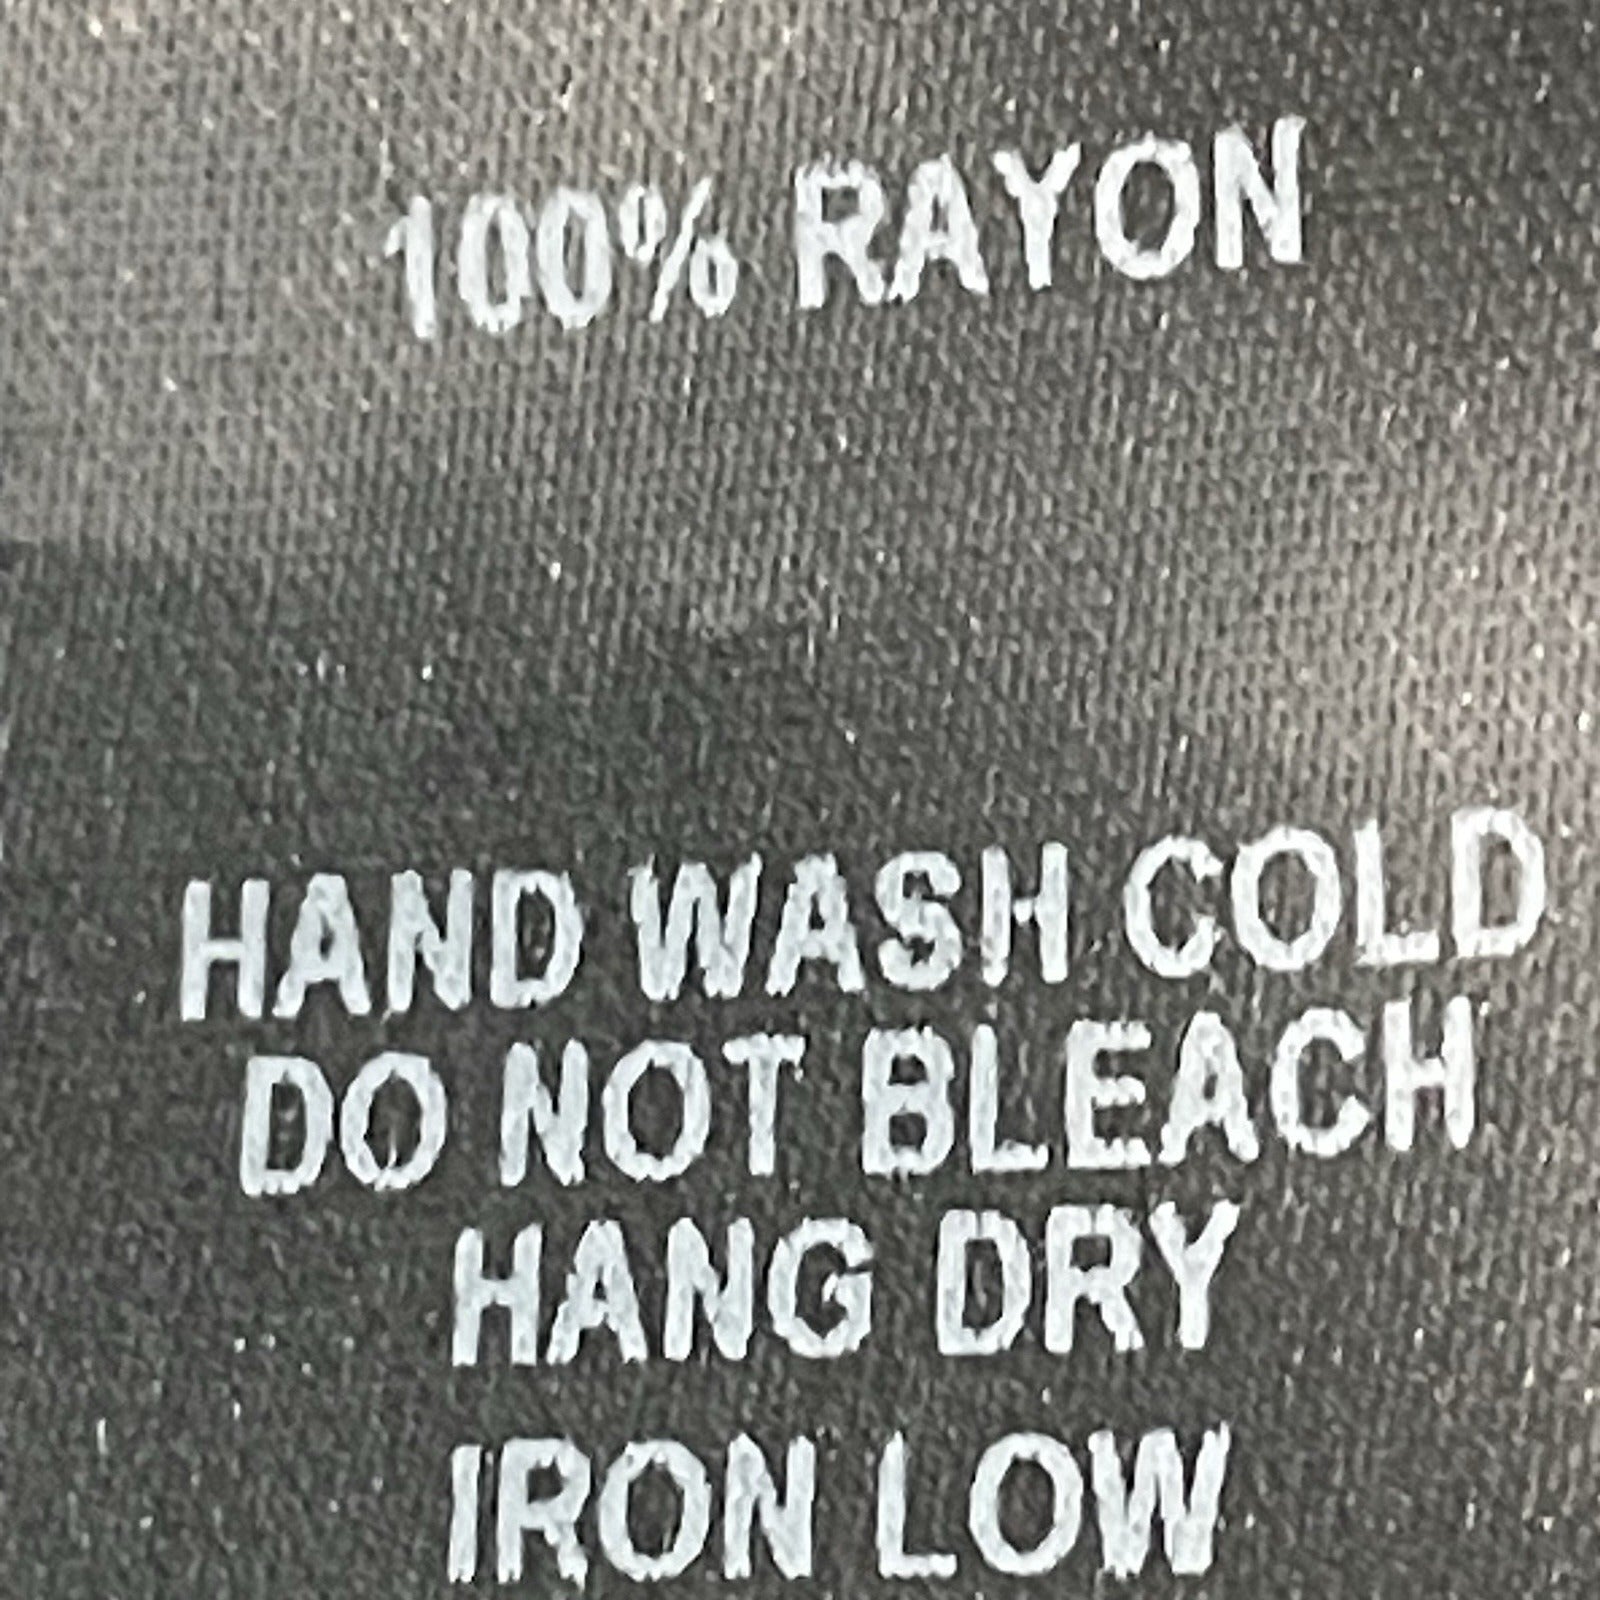 100% RAYON
HAND WASH COLD
DO NOT BLEACH
HANG DRY
IRON LOW